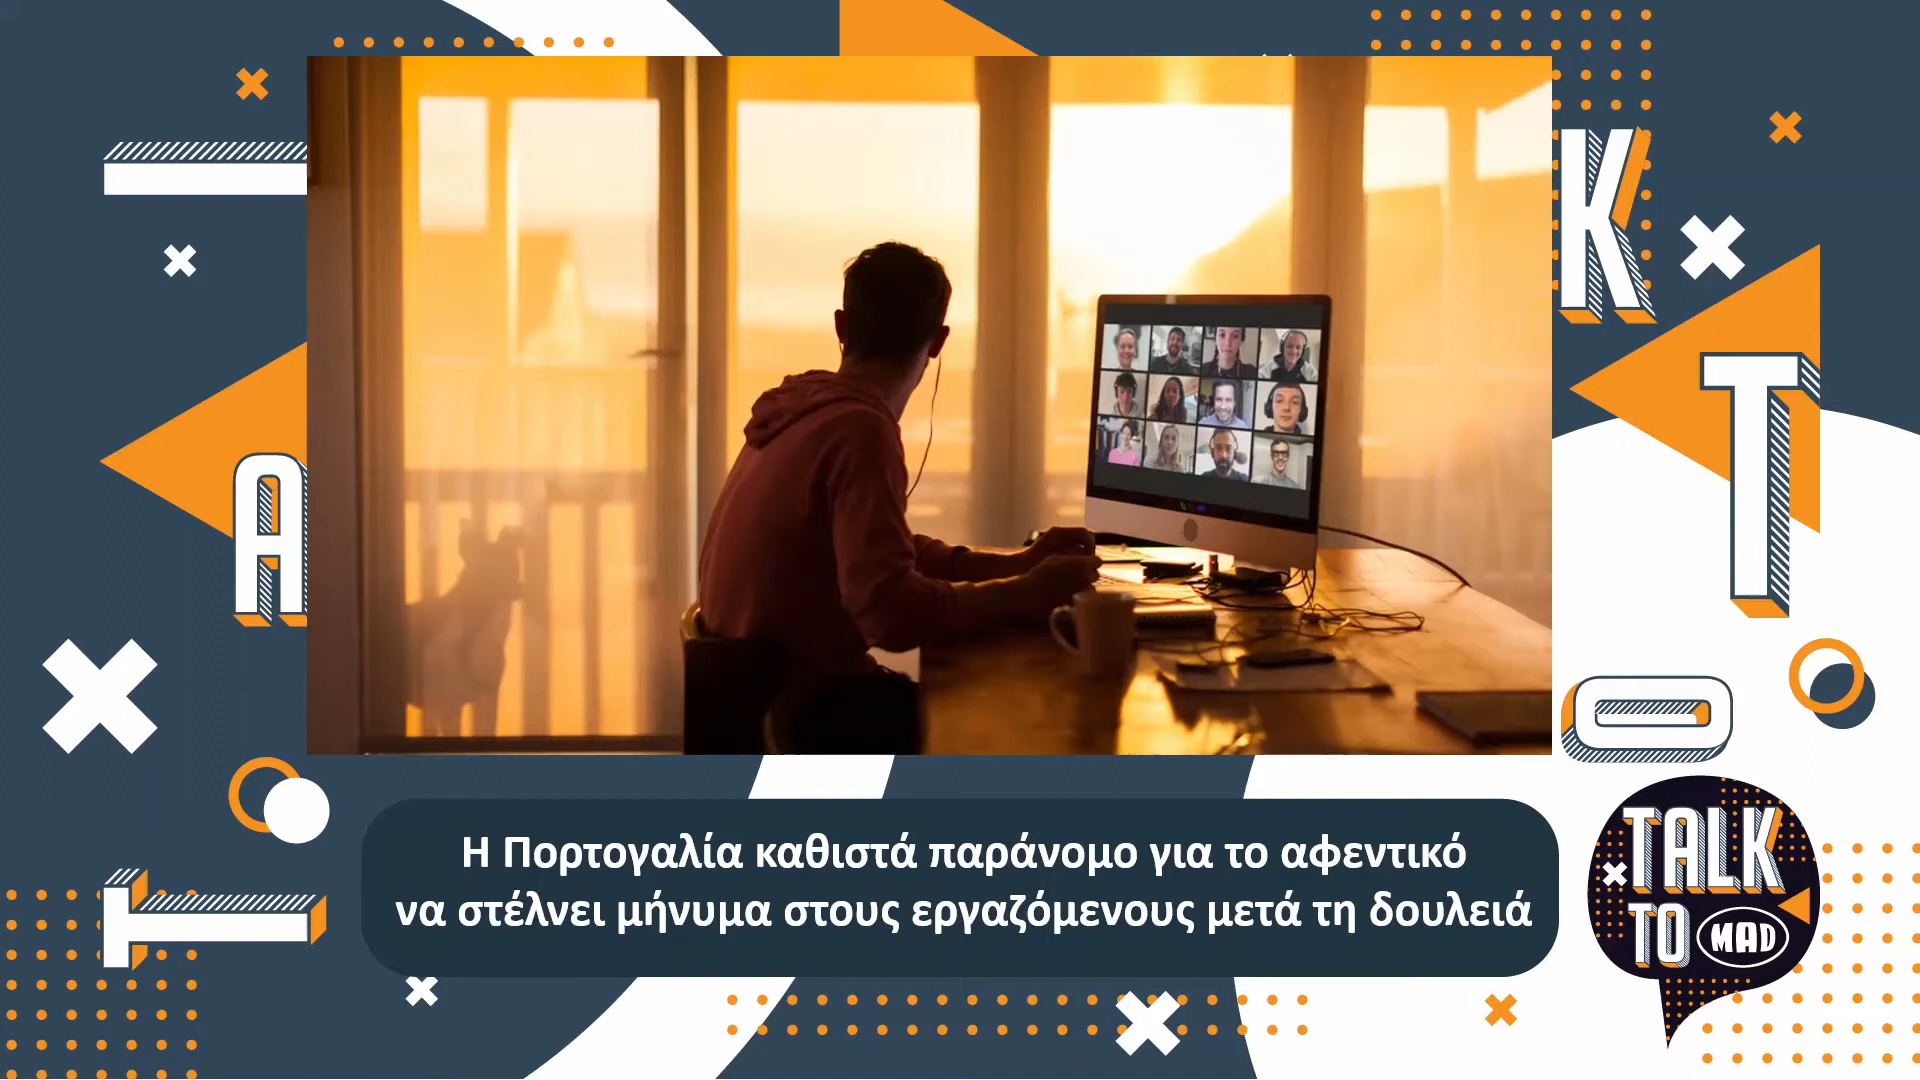 Η Πορτογαλία καθιστά παράνομο για το αφεντικό
να στέλνει μήνυμα στους εργαζόμενους μετά τη δουλειά
TALK
TO MAD
K
T
A
O
T